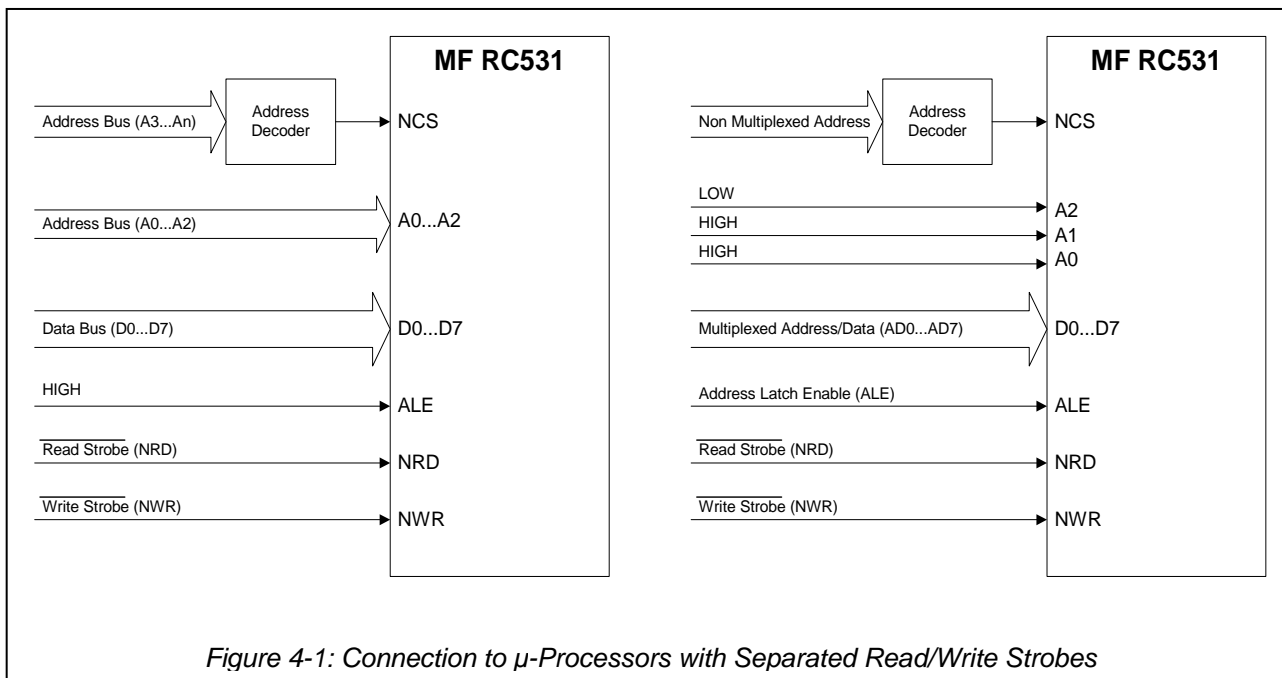 MF RC531
Address Bus (A3...An)
Address
Decoder
NCS
Address Bus (A0...A2)
A0...A2
Data Bus (D0...D7)
D0...D7
HIGH
ALE
Read Strobe (NRD)
NRD
Write Strobe (NWR)
NWR
MF RC531
Non Multiplexed Address
Address
Decoder
NCS
LOW
A2
HIGH
A1
HIGH
A0
Multiplexed Address/Data (AD0...AD7)
D0...D7
Address Latch Enable (ALE)
ALE
Read Strobe (NRD)
NRD
Write Strobe (NWR)
NWR
Figure 4-1: Connection to µ-Processors with Separated Read/Write Strobes